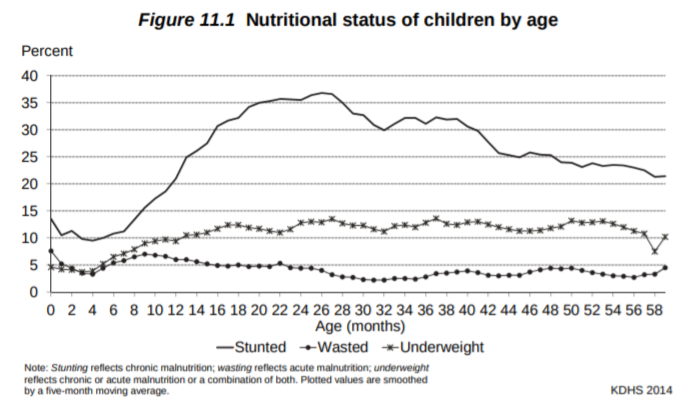 Figure 11.1 Nutritional status of children by age
Percent
40
35
30
25
20
15
10
5
0
0 2 4 6 8 10 12 14 16 18 20 22 24 26 28 30 32 34 36 38 40 42 44 46 48 50 52 54 56 58
Age (months)
Stunted Wasted Underweight
Note: Stunting reflects chronic malnutrition; wasting reflects acute malnutrition; underweight
reflects chronic or acute malnutrition or a combination of both. Plotted values are smoothed
by a five-month moving average.
KDHS 2014